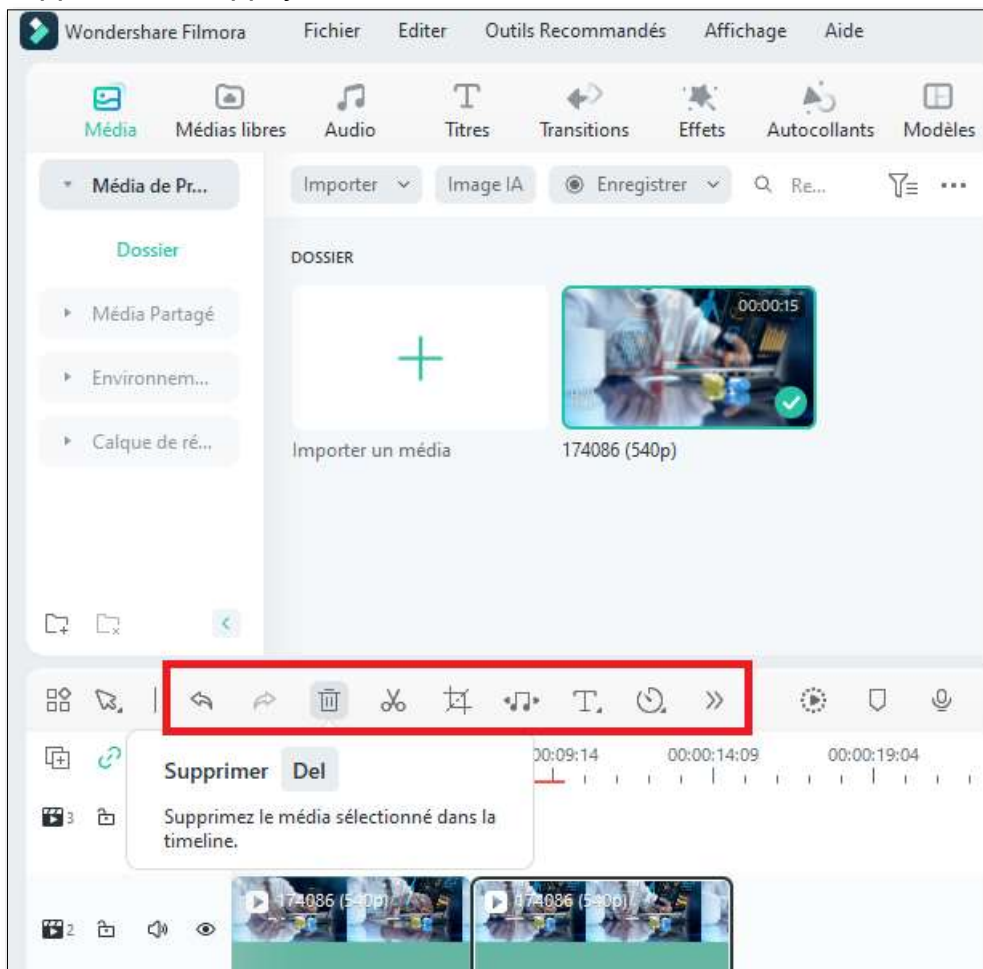 Wondershare Filmora Fichier Editer Outils Recommandés Affichage Aide
Média Médias libres Audio Titres Transitions Effets Autocollants Modèles
Média de Pr... Importer Image IA Enregistrer Re...
Dossier
DOSSIER
Média Partagé
00:00:15
Environnem...
Calque de ré...
Importer un média 174086 (540p)
00:09:14 00:00:14:09 00:00:19:04
Supprimer Del
Supprimez le média sélectionné dans la
timeline.
3
174086 (540p) 174086 (540p)
2